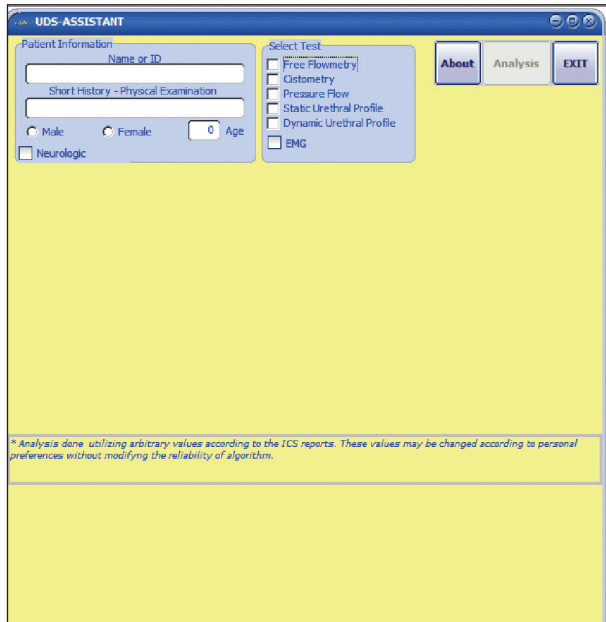 UDS-ASSISTANT
Patient Information
Name or ID
Short History - Physical Examination
Male
Female
0 Age
Neurologic
Select Test
Free Flowmetry
Cistometry
Pressure Flow
Static Urethral Profile
Dynamic Urethral Profile
EMG
About
Analysis
EXIT
* Analysis done utilizing arbitrary values according to the ICS reports. These values may be changed according to personal
preferences without modifyng the reliability of algorithm.